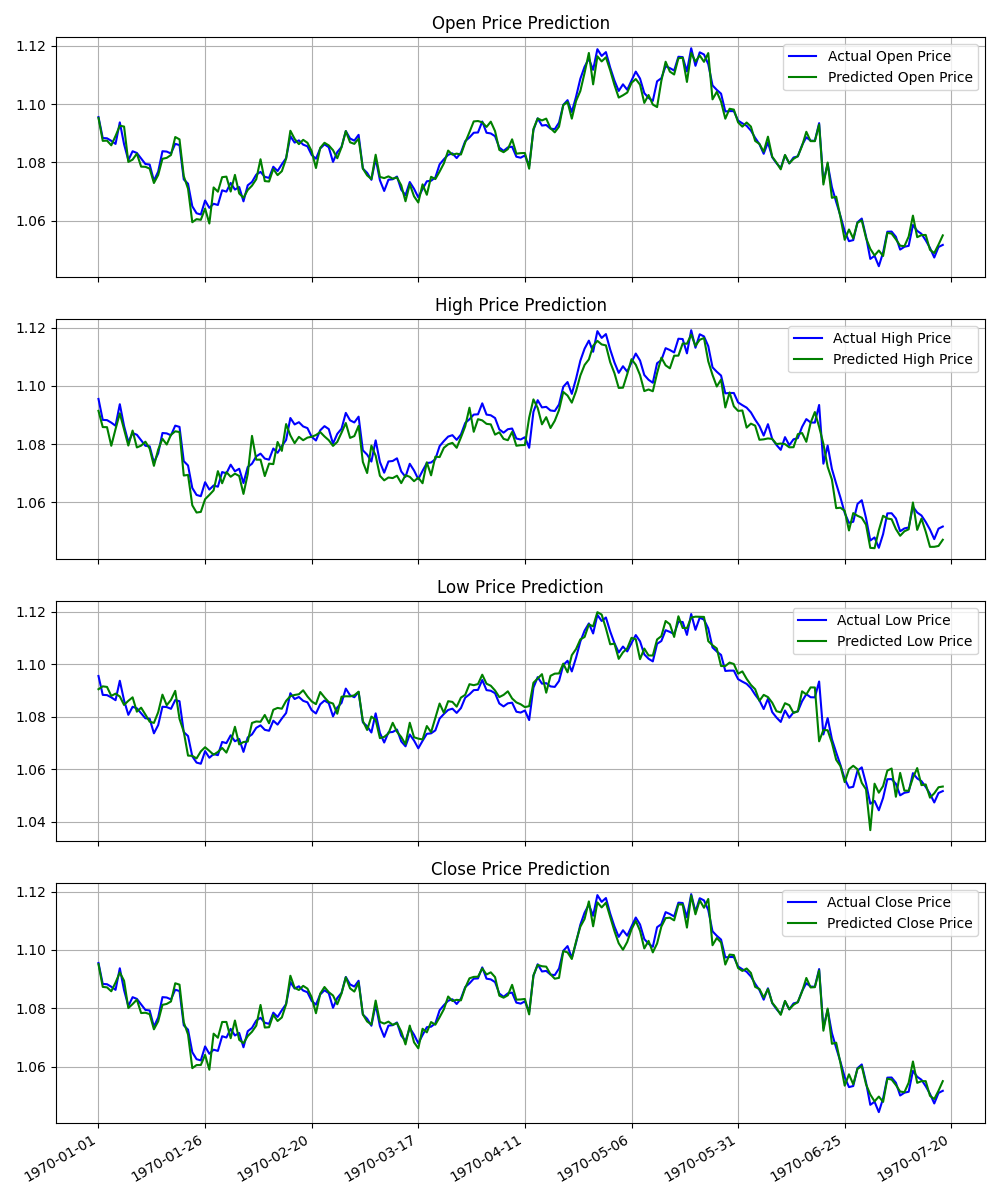 Open Price Prediction
1.12
1.10
1.08
1.06
Actual Open Price
Predicted Open Price
High Price Prediction
1.12
1.10
1.08
1.06
Actual High Price
Predicted High Price
Low Price Prediction
1.12
1.10
1.08
1.06
1.04
Actual Low Price
Predicted Low Price
Close Price Prediction
1.12
1.10
1.08
1.06
Actual Close Price
Predicted Close Price
1970-01-01
1970-01-26
1970-02-20
1970-03-17
1970-04-11
1970-05-06
1970-05-31
1970-06-25
1970-07-20